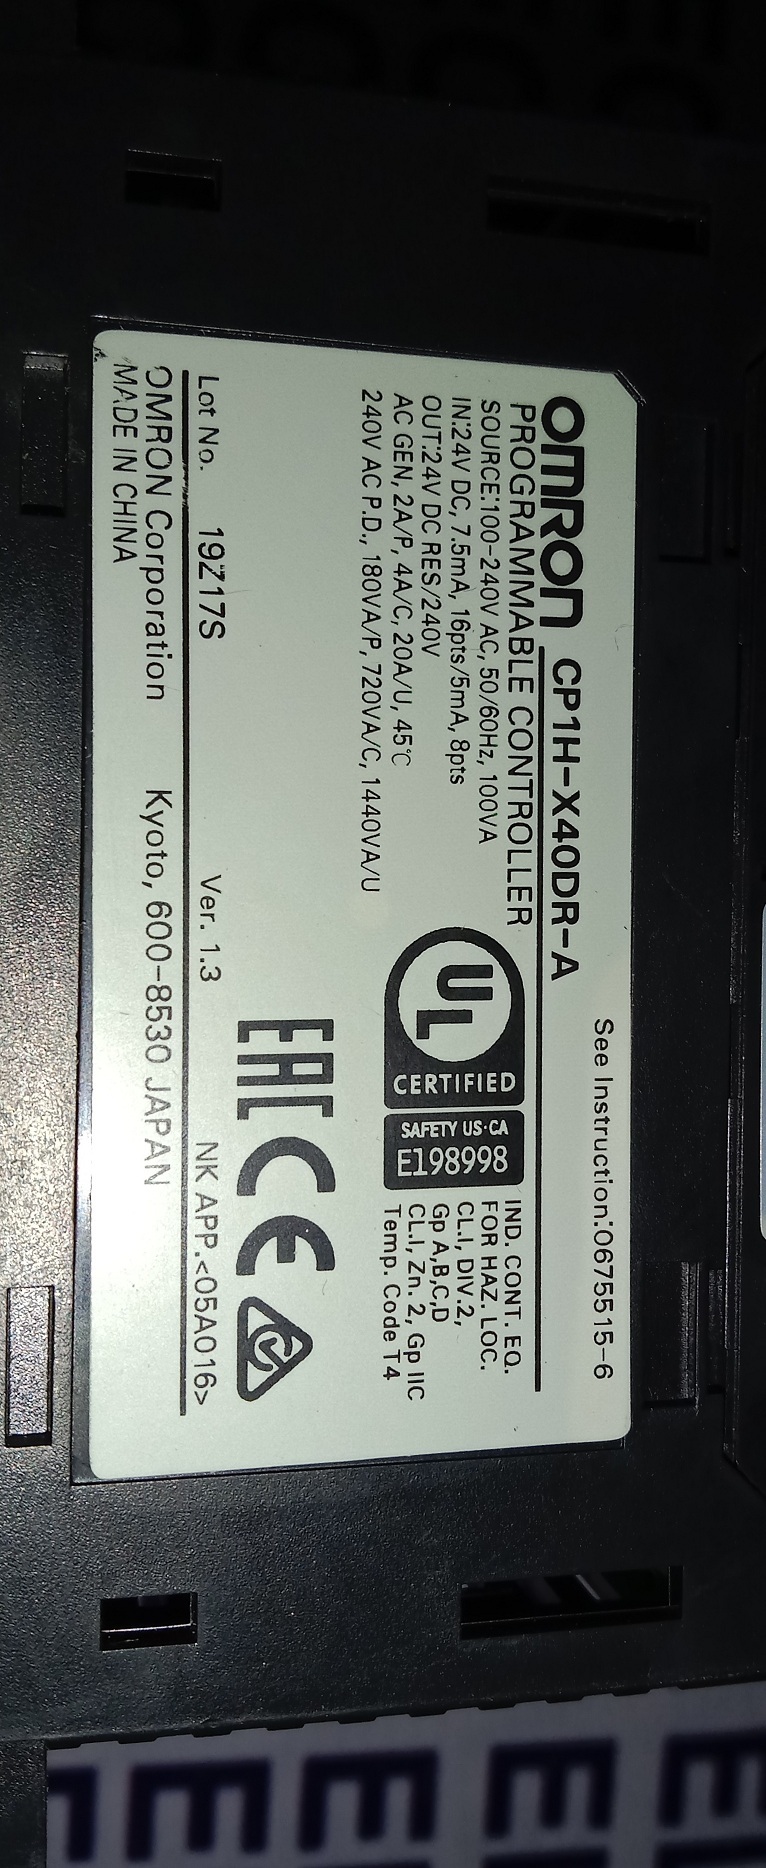 See Instruction:0675515-6
OMRON CP1H-X40DR-A
PROGRAMMABLE CONTROLLER
SOURCE:100-240V AC, 50/60Hz, 100VA
IN:24V DC, 7.5mA, 16pts/5mA, 8pts
OUT:24V DC RES/240V
AC GEN, 2A/P, 4A/C, 20A/U, 45℃
240V AC P.D., 180VA/P, 720VA/C, 1440VA/U
UL
CERTIFIED
SAFETY US·CA
E198998
IND. CONT. EQ.
FOR HAZ. LOC.
CL.I, DIV.2,
Gp A,B,C,D
CL.I, Zn. 2, Gp IIC
Temp. Code T4
EAC CE
Lot No. 19Z17S Ver. 1.3 NK APP.<05A016>
OMRON Corporation Kyoto, 600-8530 JAPAN
MADE IN CHINA